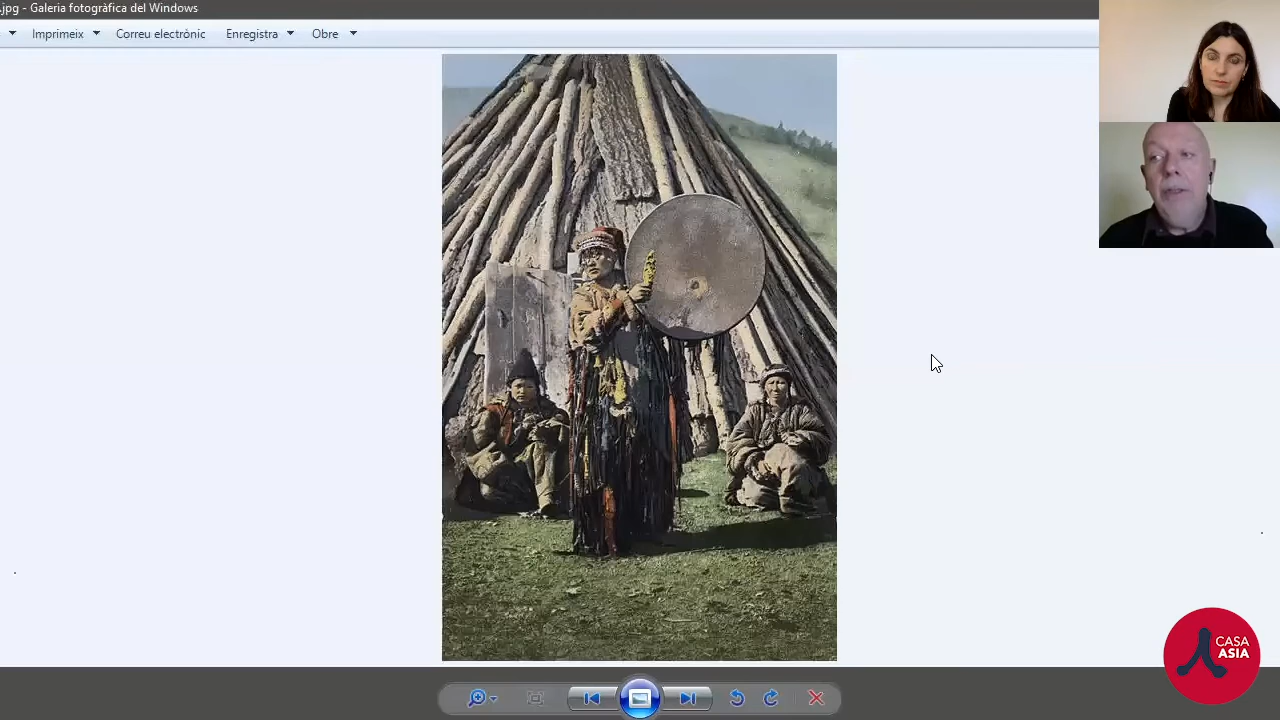 .jpg - Galeria fotogràfica del Windows
Imprimeix
Correu electrònic
Enregistra
Obre
CASA
ASIA